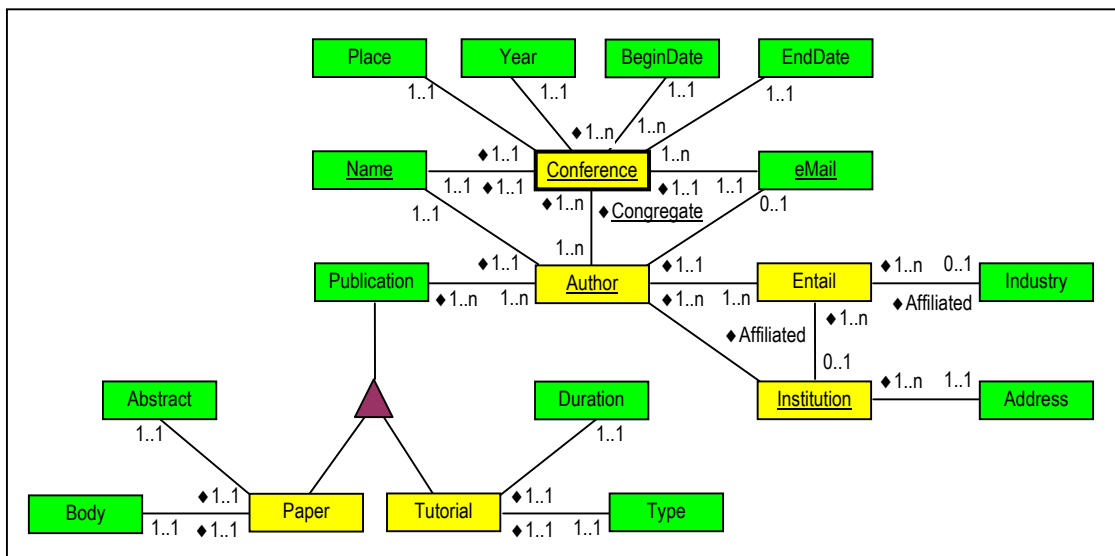 Place
Year
BeginDate
EndDate
1..1
1..1
1..1
1..1
♦1..n
1..n
Name
♦1..1
Conference
1..n
eMail
1..1
♦1..1
♦1..1
1..1
1..1
♦1..n
♦Congregate
0..1
1..n
Publication
♦1..1
Author
♦1..1
Entail
♦1..n
0..1
Industry
♦1..n
1..n
♦1..n
1..n
♦Affiliated
♦1..n
♦Affiliated
0..1
Abstract
Duration
Institution
♦1..n
1..1
Address
1..1
1..1
Body
♦1..1
Paper
Tutorial
♦1..1
Type
1..1
♦1..1
♦1..1
1..1